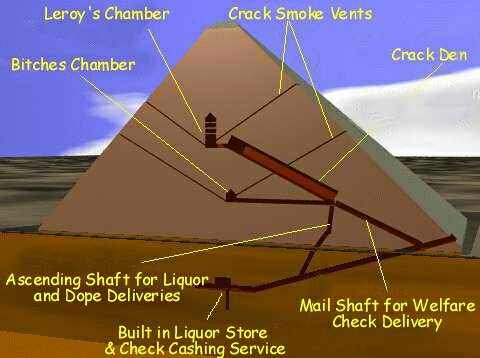 Leroy's Chamber
Crack Smoke Vents
Crack Den
Bitches Chamber
Ascending Shaft for Liquor
and Dope Deliveries
Mail Shaft for Welfare
Check Delivery
Built in Liquor Store
& Check Cashing Service